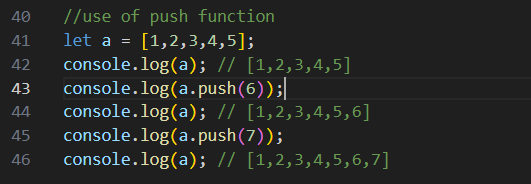 40 //use of push function
41 let a = [1,2,3,4,5];
42 console.log(a); // [1,2,3,4,5]
43 console.log(a.push(6));
44 console.log(a); // [1,2,3,4,5,6]
45 console.log(a.push(7));
46 console.log(a); // [1,2,3,4,5,6,7]